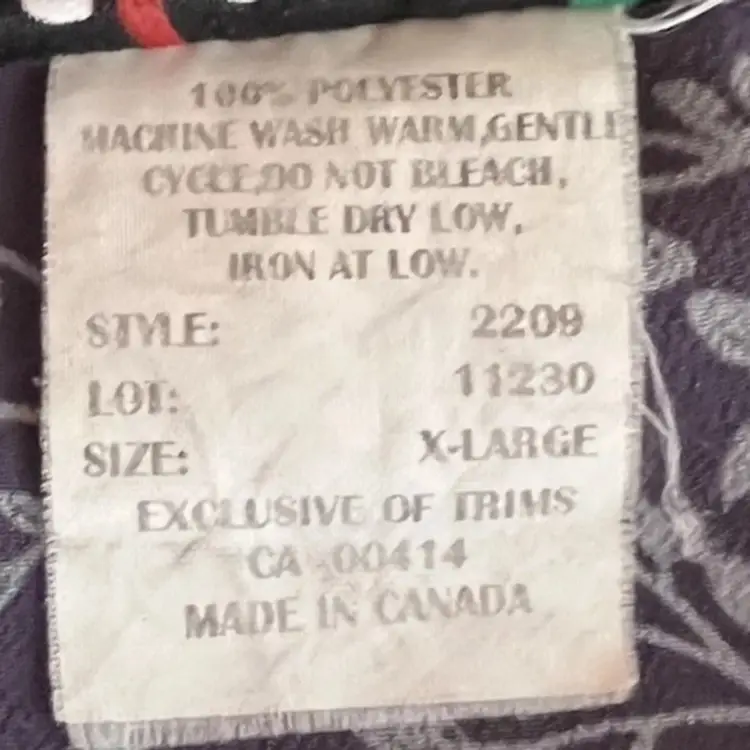 100% POLYESTER
MACHINE WASH WARM,GENTLE
CYCLE,DO NOT BLEACH,
TUMBLE DRY LOW,
IRON AT LOW.
STYLE: 2209
LOT: 11230
SIZE: X-LARGE
EXCLUSIVE OF TRIMS
CA 00414
MADE IN CANADA